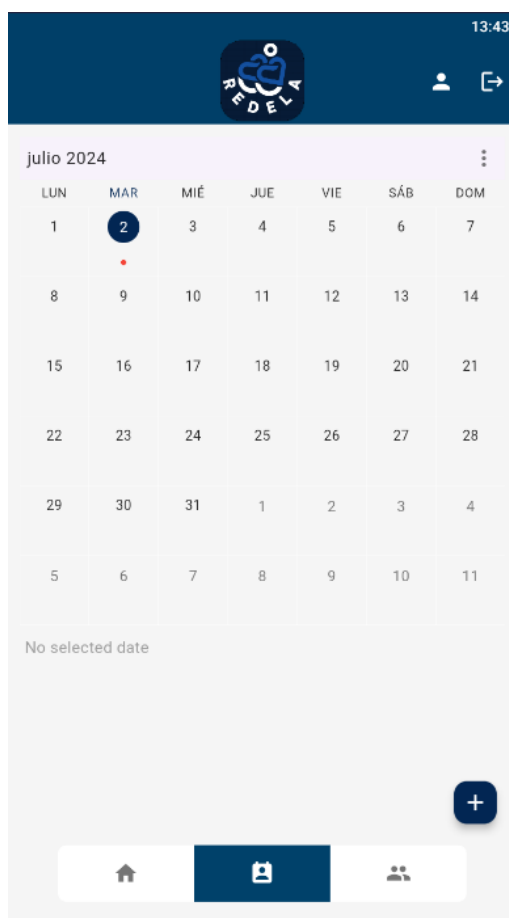 13:43
REDELA
julio 2024
LUN MAR MIÉ JUE VIE SÁB DOM
1 2 3 4 5 6 7
8 9 10 11 12 13 14
15 16 17 18 19 20 21
22 23 24 25 26 27 28
29 30 31 1 2 3 4
5 6 7 8 9 10 11
No selected date
+